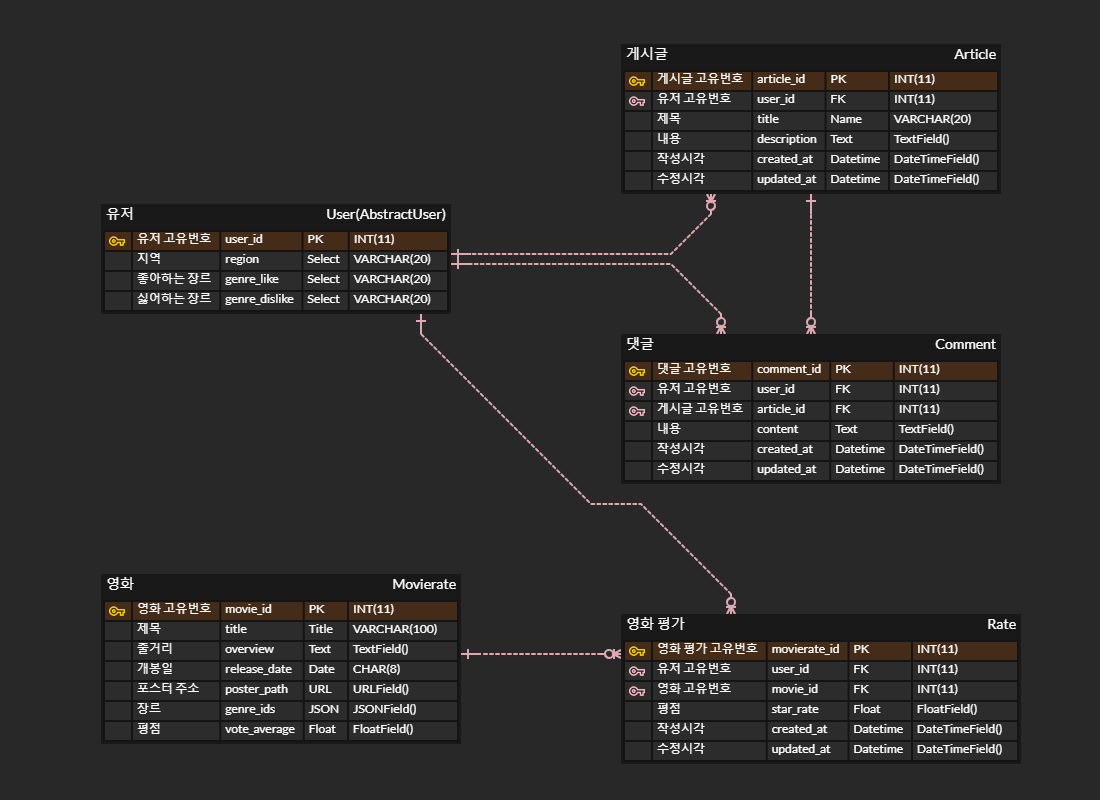 게시글 Article
게시글 고유번호 article_id PK INT(11)
유저 고유번호 user_id FK INT(11)
제목 title Name VARCHAR(20)
내용 description Text TextField()
작성시각 created_at Datetime DateTimeField()
수정시각 updated_at Datetime DateTimeField()
유저 User(AbstractUser)
유저 고유번호 user_id PK INT(11)
지역 region Select VARCHAR(20)
좋아하는 장르 genre_like Select VARCHAR(20)
싫어하는 장르 genre_dislike Select VARCHAR(20)
댓글 Comment
댓글 고유번호 comment_id PK INT(11)
유저 고유번호 user_id FK INT(11)
게시글 고유번호 article_id FK INT(11)
내용 content Text TextField()
작성시각 created_at Datetime DateTimeField()
수정시각 updated_at Datetime DateTimeField()
영화 Movierate
영화 고유번호 movie_id PK INT(11)
제목 title Title VARCHAR(100)
줄거리 overview Text TextField()
개봉일 release_date Date CHAR(8)
포스터 주소 poster_path URL URLField()
장르 genre_ids JSON JSONField()
평점 vote_average Float FloatField()
영화 평가 Rate
영화 평가 고유번호 movierate_id PK INT(11)
유저 고유번호 user_id FK INT(11)
영화 고유번호 movie_id FK INT(11)
평점 star_rate Float FloatField()
작성시각 created_at Datetime DateTimeField()
수정시각 updated_at Datetime DateTimeField()